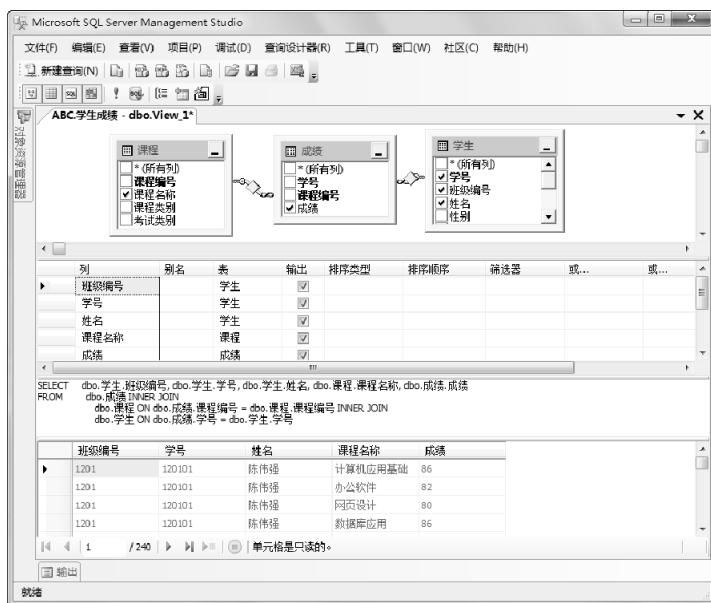 Microsoft SQL Server Management Studio
文件(F) 编辑(E) 查看(V) 项目(P) 调试(D) 查询设计器(R) 工具(T) 窗口(W) 社区(C) 帮助(H)
新建查询(N)
ABC.学生成绩 - dbo.View_1*
对象资源管理器
课程
* (所有列)
课程编号
课程名称
课程类别
考试类别
成绩
* (所有列)
学号
课程编号
成绩
学生
* (所有列)
学号
班级编号
姓名
性别
列 别名 表 输出 排序类型 排序顺序 筛选器 或... 或...
班级编号 学生
学号 学生
姓名 学生
课程名称 课程
成绩 成绩
SELECT dbo.学生.班级编号, dbo.学生.学号, dbo.学生.姓名, dbo.课程.课程名称, dbo.成绩.成绩
FROM dbo.成绩 INNER JOIN
dbo.课程 ON dbo.成绩.课程编号 = dbo.课程.课程编号 INNER JOIN
dbo.学生 ON dbo.成绩.学号 = dbo.学生.学号
班级编号 学号 姓名 课程名称 成绩
1201 120101 陈伟强 计算机应用基础 86
1201 120101 陈伟强 办公软件 82
1201 120101 陈伟强 网页设计 80
1201 120101 陈伟强 数据库应用 86
1 / 240 单元格是只读的。
输出
就绪